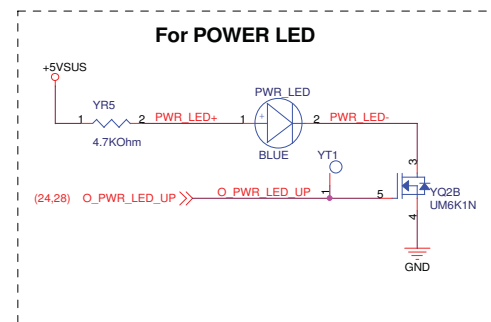 For POWER LED
+5VSUS
YR5
1
2
4.7KOhm
PWR_LED+
PWR_LED
1
+
2
BLUE
PWR_LED-
YT1
1
(24,28) O_PWR_LED_UP
O_PWR_LED_UP
5
3
4
YQ2B
UM6K1N
GND